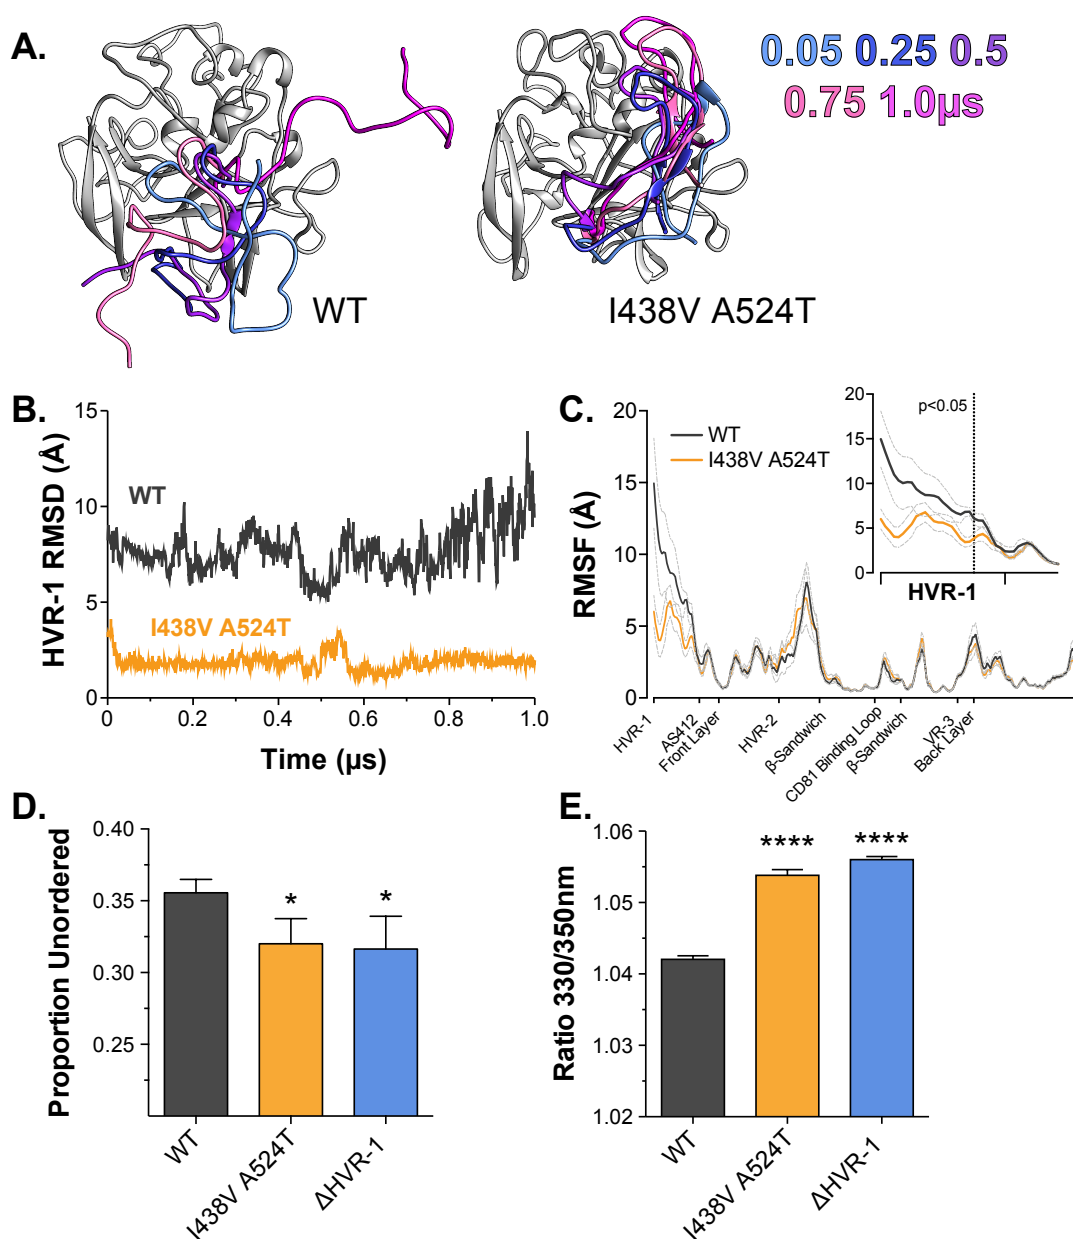 A.
0.05 0.25 0.5
0.75 1.0µs
WT
I438V A524T
B.
HVR-1 RMSD (Å)
15
10
5
0
WT
I438V A524T
0
0.2
0.4
0.6
0.8
1.0
Time (µs)
C.
RMSF (Å)
20
15
10
5
0
WT
I438V A524T
20
15
10
5
0
p<0.05
HVR-1
HVR-1
AS412
Front Layer
HVR-2
β-Sandwich
CD81 Binding Loop
β-Sandwich
VR-3
Back Layer
D.
Proportion Unordered
0.40
0.35
0.30
0.25
*
*
WT
I438V A524T
ΔHVR-1
E.
Ratio 330/350nm
1.06
1.05
1.04
1.03
1.02
****
****
WT
I438V A524T
ΔHVR-1